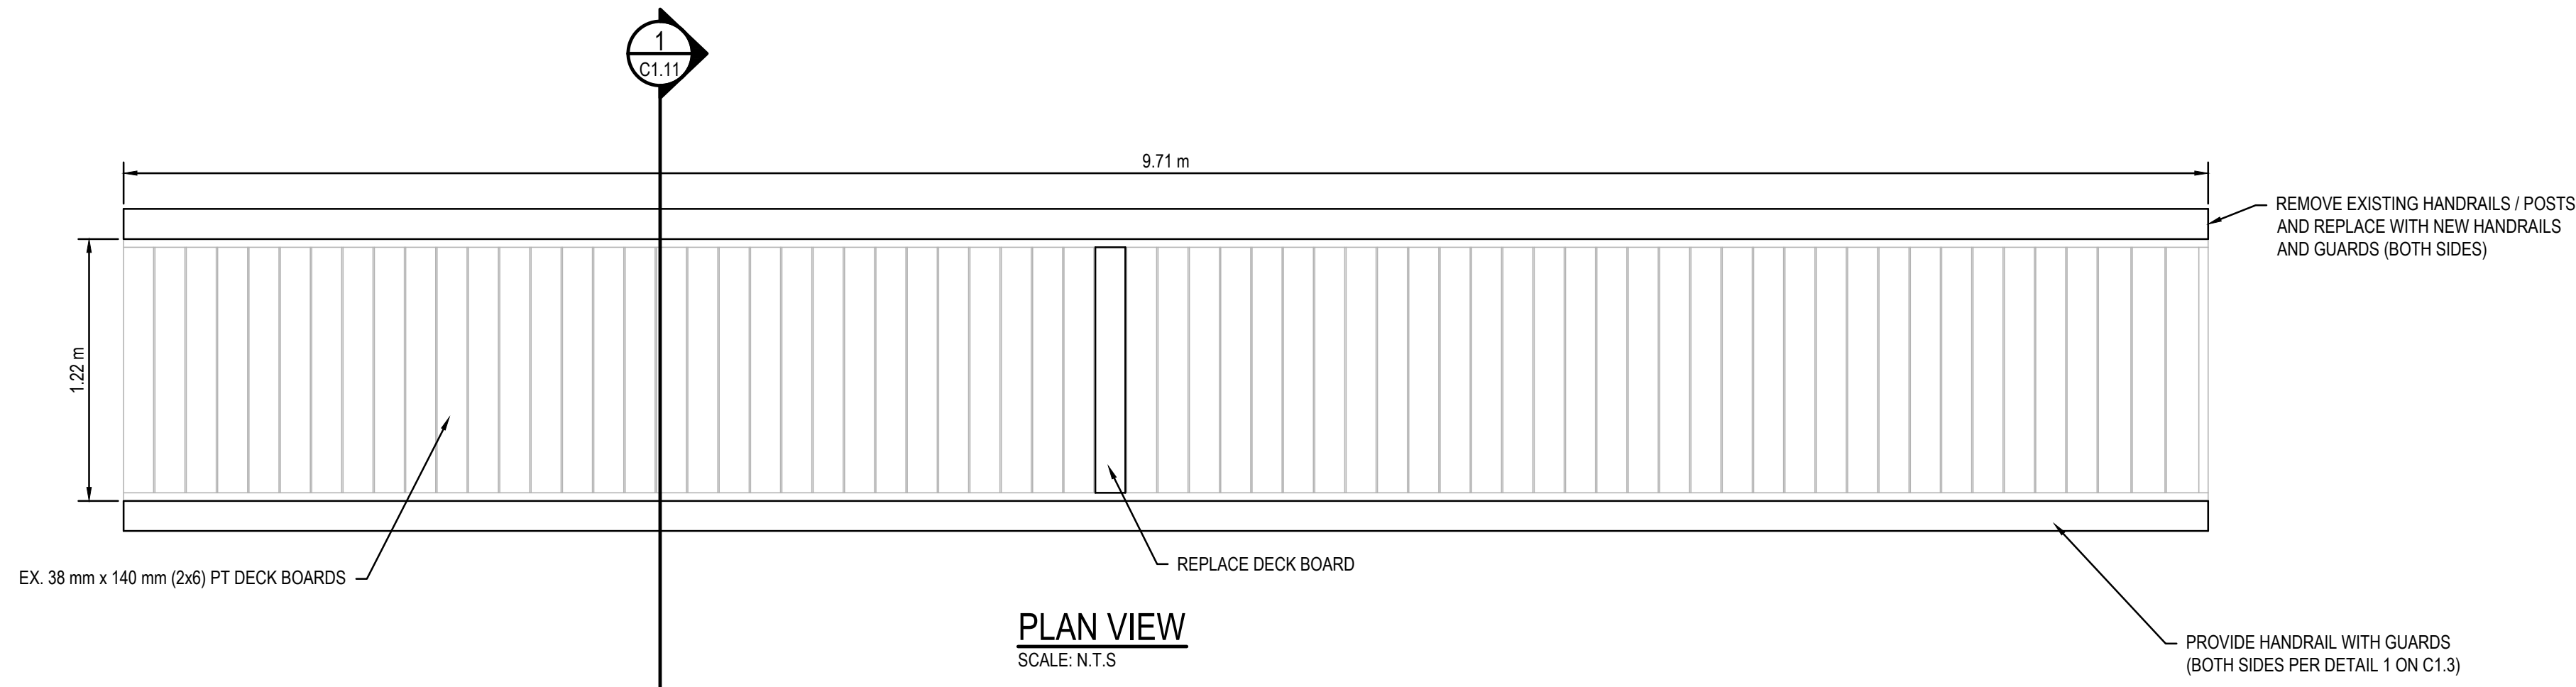 1
C1.11
9.71 m
REMOVE EXISTING HANDRAILS / POSTS
AND REPLACE WITH NEW HANDRAILS
AND GUARDS (BOTH SIDES)
1.22 m
EX. 38 mm x 140 mm (2x6) PT DECK BOARDS
REPLACE DECK BOARD
PLAN VIEW
SCALE: N.T.S
PROVIDE HANDRAIL WITH GUARDS
(BOTH SIDES PER DETAIL 1 ON C1.3)